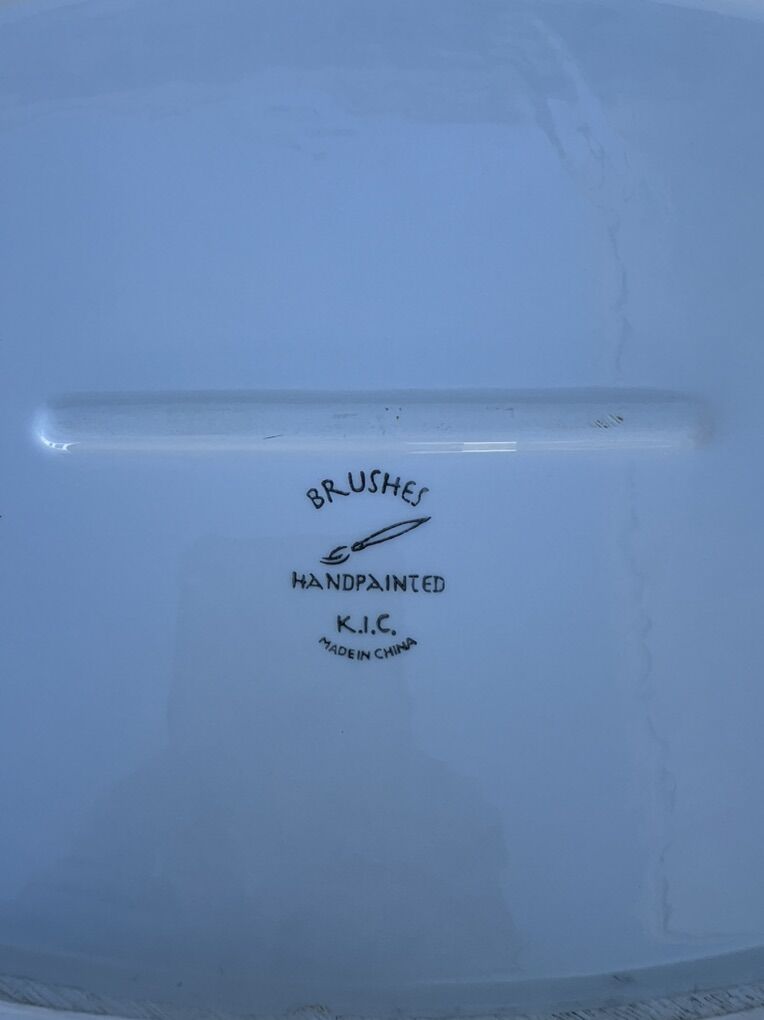 BRUSHES
HANDPAINTED
K.I.C.
MADE IN CHINA